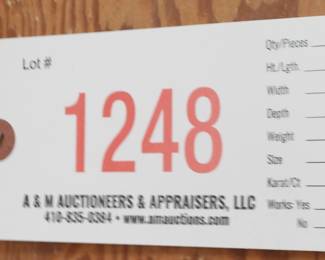 Lot #
1248
A & M AUCTIONEERS & APPRAISERS, LLC
410-835-0384 • www.amauctions.com
Qty/Pieces
Ht./Lgth.
Width
Depth
Weight
Size
Karat/Ct
Works: Yes
No